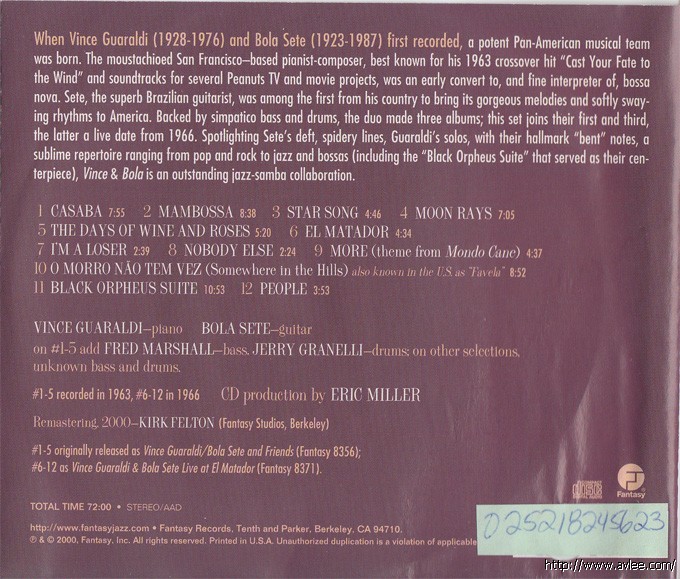 When Vince Guaraldi (1928-1976) and Bola Sete (1923-1987) first recorded, a potent Pan-American musical team
was born. The moustachioed San Francisco–based pianist-composer, best known for his 1963 crossover hit “Cast Your Fate to
the Wind” and soundtracks for several Peanuts TV and movie projects, was an early convert to, and fine interpreter of, bossa
nova. Sete, the superb Brazilian guitarist, was among the first from his country to bring its gorgeous melodies and softly sway-
ing rhythms to America. Backed by simpatico bass and drums, the duo made three albums; this set joins their first and third,
the latter a live date from 1966. Spotlighting Sete’s deft, spidery lines, Guaraldi’s solos, with their hallmark “bent” notes, a
sublime repertoire ranging from pop and rock to jazz and bossas (including the “Black Orpheus Suite” that served as their cen-
terpiece), Vince & Bola is an outstanding jazz-samba collaboration.
1 CASABA 7:55 2 MAMBOSSA 8:38 3 STAR SONG 4:46 4 MOON RAYS 7:05
5 THE DAYS OF WINE AND ROSES 5:20 6 EL MATADOR 4:34
7 I’M A LOSER 2:39 8 NOBODY ELSE 2:24 9 MORE (theme from Mondo Cane) 4:37
10 O MORRO NÃO TEM VEZ (Somewhere in the Hills) also known in the U.S. as “Favela” 8:52
11 BLACK ORPHEUS SUITE 10:53 12 PEOPLE 3:53
VINCE GUARALDI–piano BOLA SETE–guitar
on #1-5 add FRED MARSHALL–bass, JERRY GRANELLI–drums; on other selections,
unknown bass and drums.
#1-5 recorded in 1963, #6-12 in 1966 CD production by ERIC MILLER
Remastering, 2000–KIRK FELTON (Fantasy Studios, Berkeley)
#1-5 originally released as Vince Guaraldi/Bola Sete and Friends (Fantasy 8356);
#6-12 as Vince Guaraldi & Bola Sete Live at El Matador (Fantasy 8371).
Fantasy
TOTAL TIME 72:00 • STEREO/AAD
025218245623
http://www.fantasyjazz.com • Fantasy Records, Tenth and Parker, Berkeley, CA 94710.
℗ & © 2000, Fantasy, Inc. All rights reserved. Printed in U.S.A. Unauthorized duplication is a violation of applicable
http://www.avlee.com/